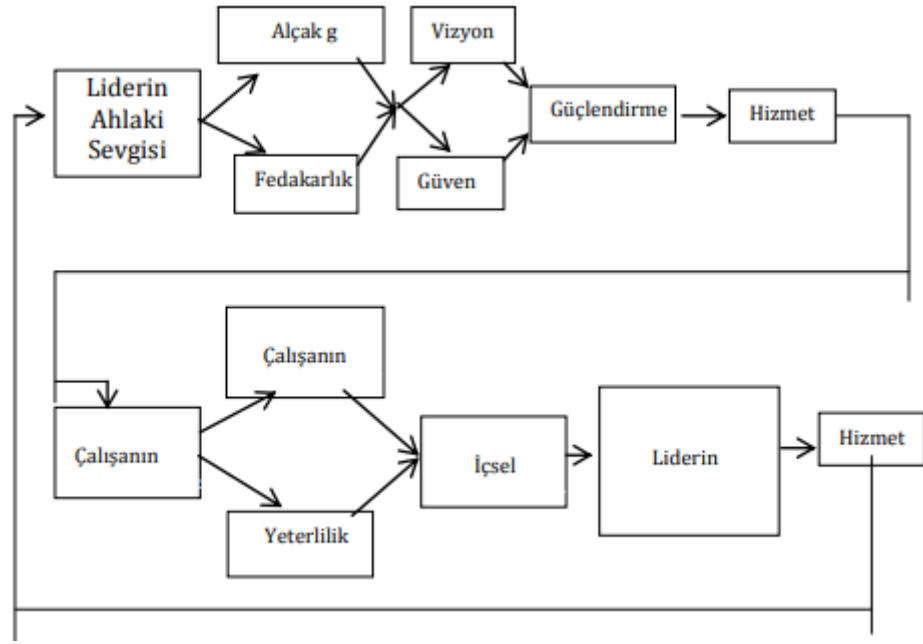 Liderin
Ahlaki
Sevgisi
Alçak g
Fedakarlık
Vizyon
Güven
Güçlendirme
Hizmet
Çalışanın
Çalışanın
Yeterlilik
İçsel
Liderin
Hizmet